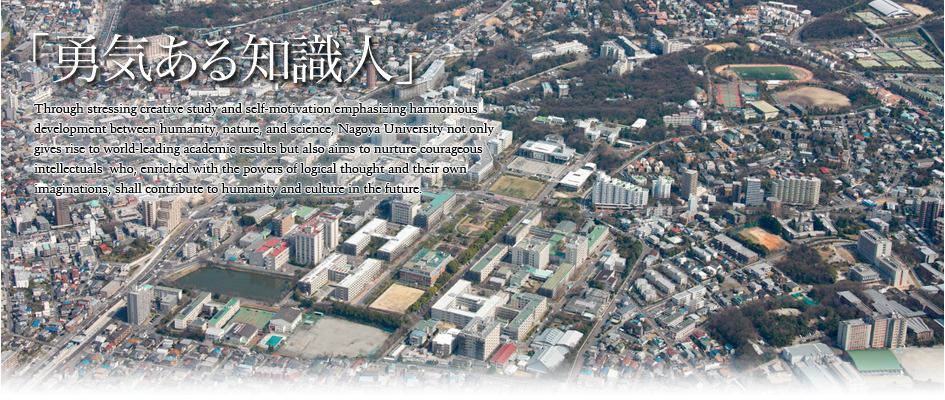 「勇気ある知識人」
Through stressing creative study and self-motivation emphasizing harmonious
development between humanity, nature, and science, Nagoya University not only
gives rise to world-leading academic results but also aims to nurture courageous
intellectuals who, enriched with the powers of logical thought and their own
imaginations, shall contribute to humanity and culture in the future.